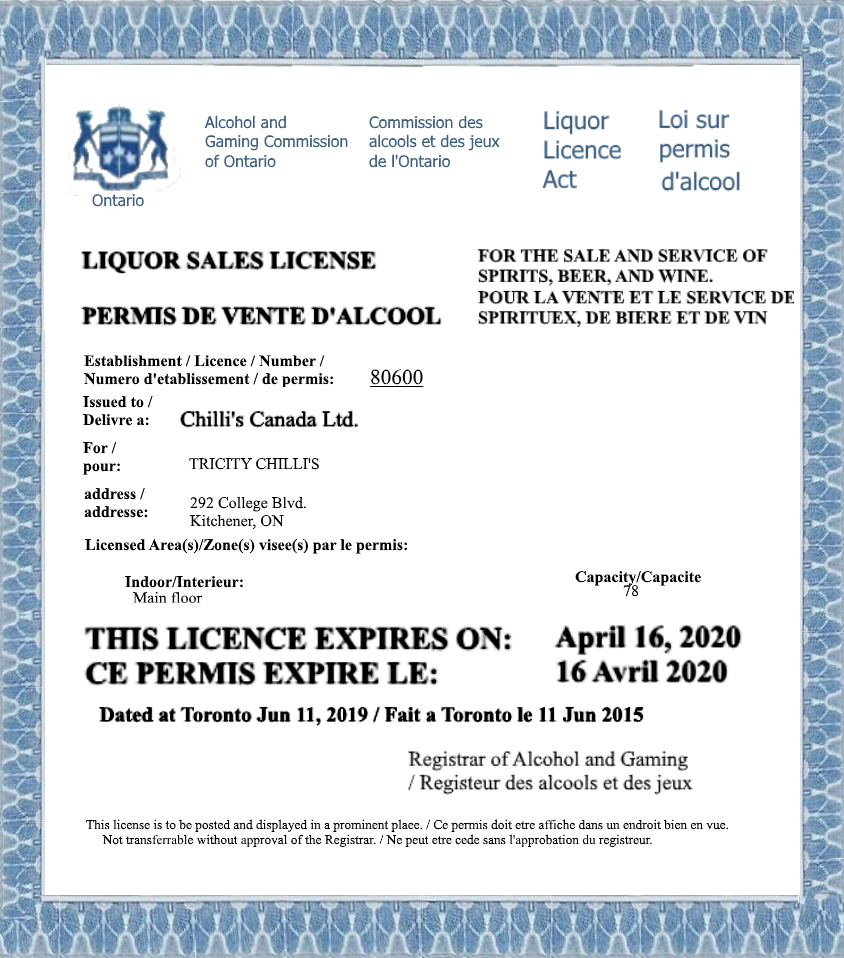 Alcohol and
Gaming Commission
of Ontario
Commission des
alcools et des jeux
de l'Ontario
Liquor
Licence
Act
Loi sur
permis
d'alcool
Ontario
LIQUOR SALES LICENSE
PERMIS DE VENTE D'ALCOOL
FOR THE SALE AND SERVICE OF
SPIRITS, BEER, AND WINE.
POUR LA VENTE ET LE SERVICE DE
SPIRITUEX, DE BIERE ET DE VIN
Establishment / Licence / Number /
Numero d'etablissement / de permis: 80600
Issued to /
Delivre a: Chilli's Canada Ltd.
For /
pour: TRICITY CHILLI'S
address /
addresse:
292 College Blvd.
Kitchener, ON
Licensed Area(s)/Zone(s) visee(s) par le permis:
Indoor/Interieur:
Main floor
Capacity/Capacite
78
THIS LICENCE EXPIRES ON: April 16, 2020
CE PERMIS EXPIRE LE: 16 Avril 2020
Dated at Toronto Jun 11, 2019 / Fait a Toronto le 11 Jun 2015
Registrar of Alcohol and Gaming
/ Registeur des alcools et des jeux
This license is to be posted and displayed in a prominent place. / Ce permis doit etre affiche dans un endroit bien en vue.
Not transferrable without approval of the Registrar. / Ne peut etre cede sans l'approbation du registreur.